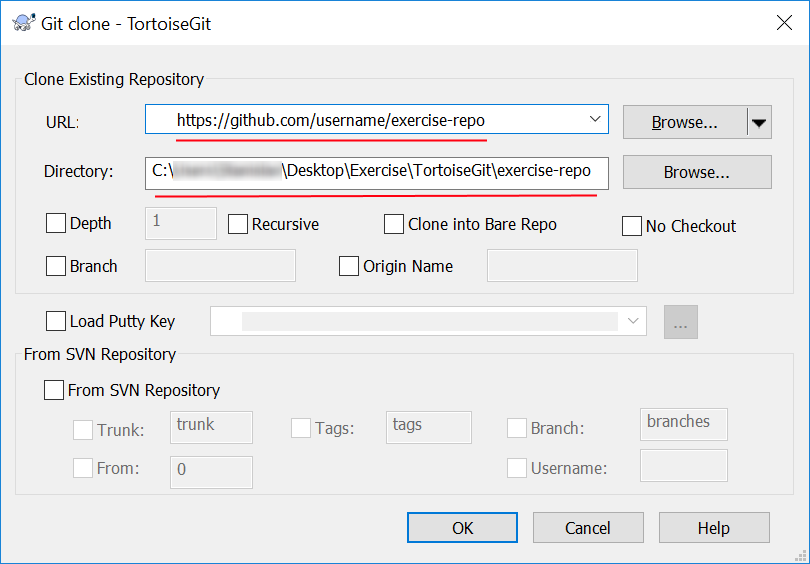 Git clone - TortoiseGit
Clone Existing Repository
URL: https://github.com/username/exercise-repo Browse...
Directory: C:\ \Desktop\Exercise\TortoiseGit\exercise-repo Browse...
Depth 1 Recursive Clone into Bare Repo No Checkout
Branch Origin Name
Load Putty Key ...
From SVN Repository
From SVN Repository
Trunk: trunk Tags: tags Branch: branches
From: 0 Username:
OK Cancel Help